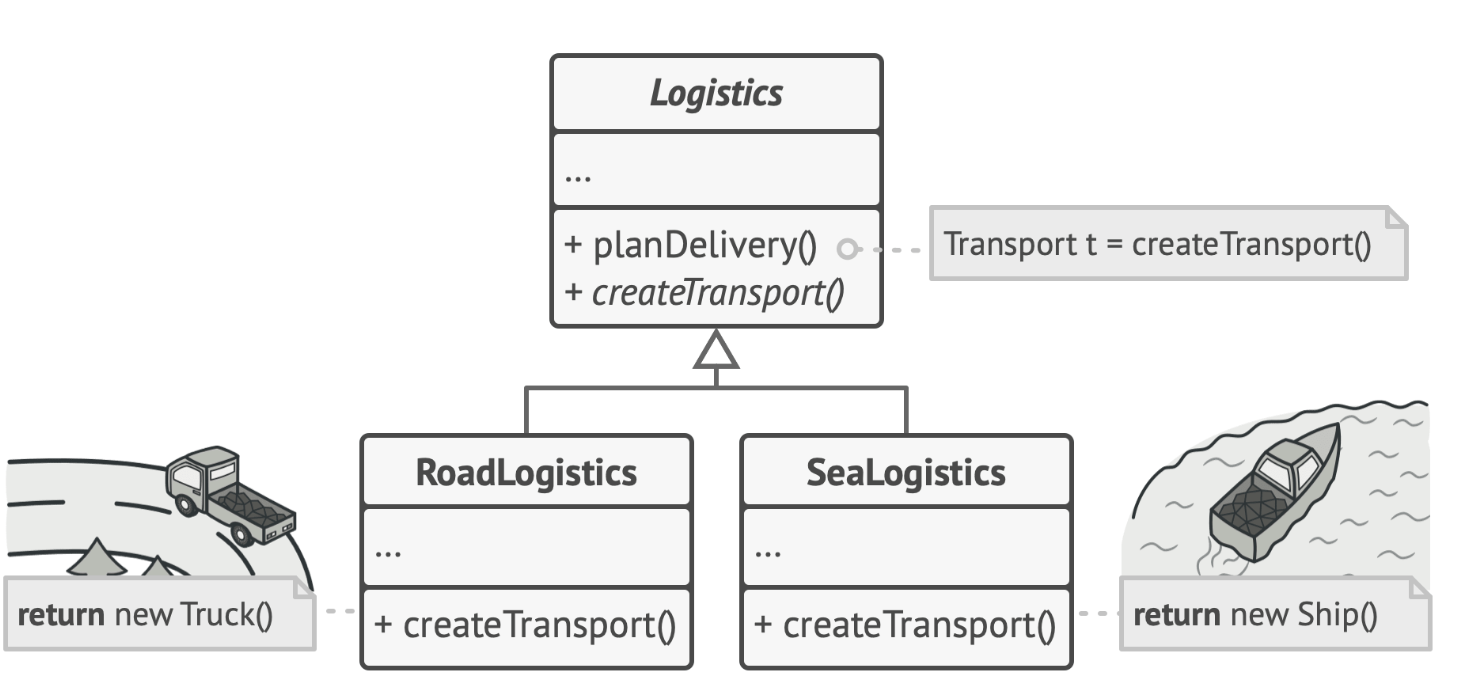 Logistics
...
+ planDelivery()
+ createTransport()
Transport t = createTransport()
RoadLogistics
...
+ createTransport()
return new Truck()
SeaLogistics
...
+ createTransport()
return new Ship()